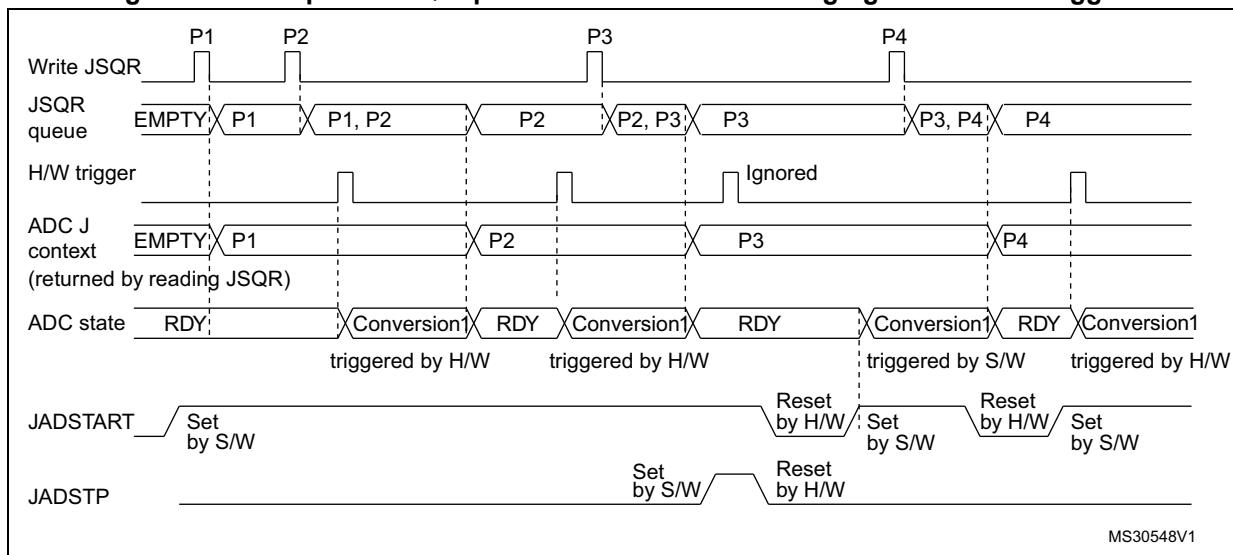 P1 P2 P3 P4
Write JSQR
JSQR
queue
EMPTY P1 P1, P2 P2 P2, P3 P3 P3, P4 P4
H/W trigger
Ignored
ADC J
context
EMPTY P1 P2 P3 P4
(returned by reading JSQR)
ADC state RDY Conversion1 RDY Conversion1 RDY Conversion1 RDY Conversion1
triggered by H/W triggered by H/W triggered by S/W triggered by H/W
JADSTART
Set
by S/W
Reset
by H/W
Set
by S/W
Reset
by H/W
Set
by S/W
JADSTP
Set
by S/W
Reset
by H/W
MS30548V1